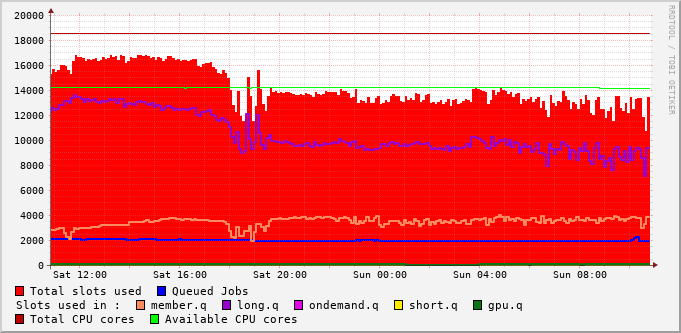 20000
18000
16000
14000
12000
10000
8000
6000
4000
2000
0
Sat 12:00 Sat 16:00 Sat 20:00 Sun 00:00 Sun 04:00 Sun 08:00
RRDTOOL / TOBI OETIKER
Total slots used Queued Jobs
Slots used in : member.q long.q ondemand.q short.q gpu.q
Total CPU cores Available CPU cores